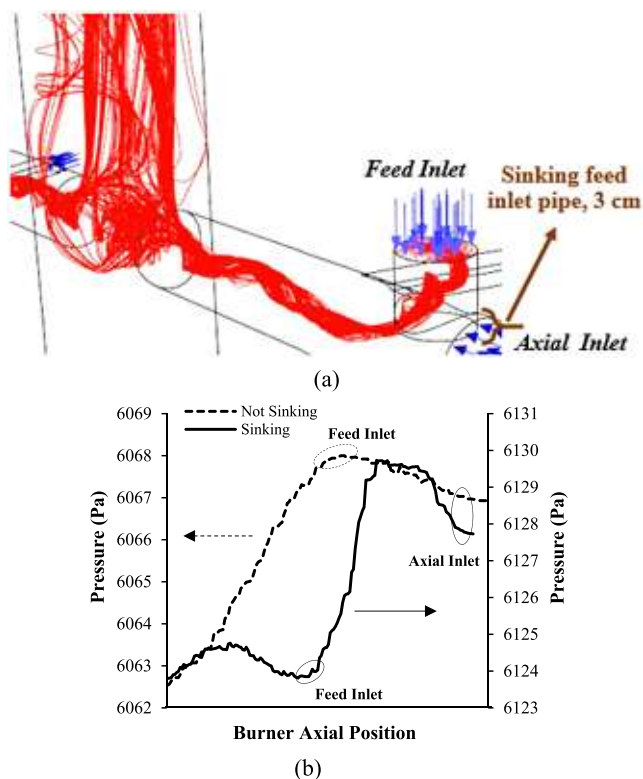 Feed Inlet
Sinking feed
inlet pipe, 3 cm
Axial Inlet
(a)
Not Sinking
Sinking
Feed Inlet
Axial Inlet
Feed Inlet
6069
6068
6067
6066
6065
6064
6063
6062
Pressure (Pa)
6131
6130
6129
6128
6127
6126
6125
6124
6123
Pressure (Pa)
Burner Axial Position
(b)